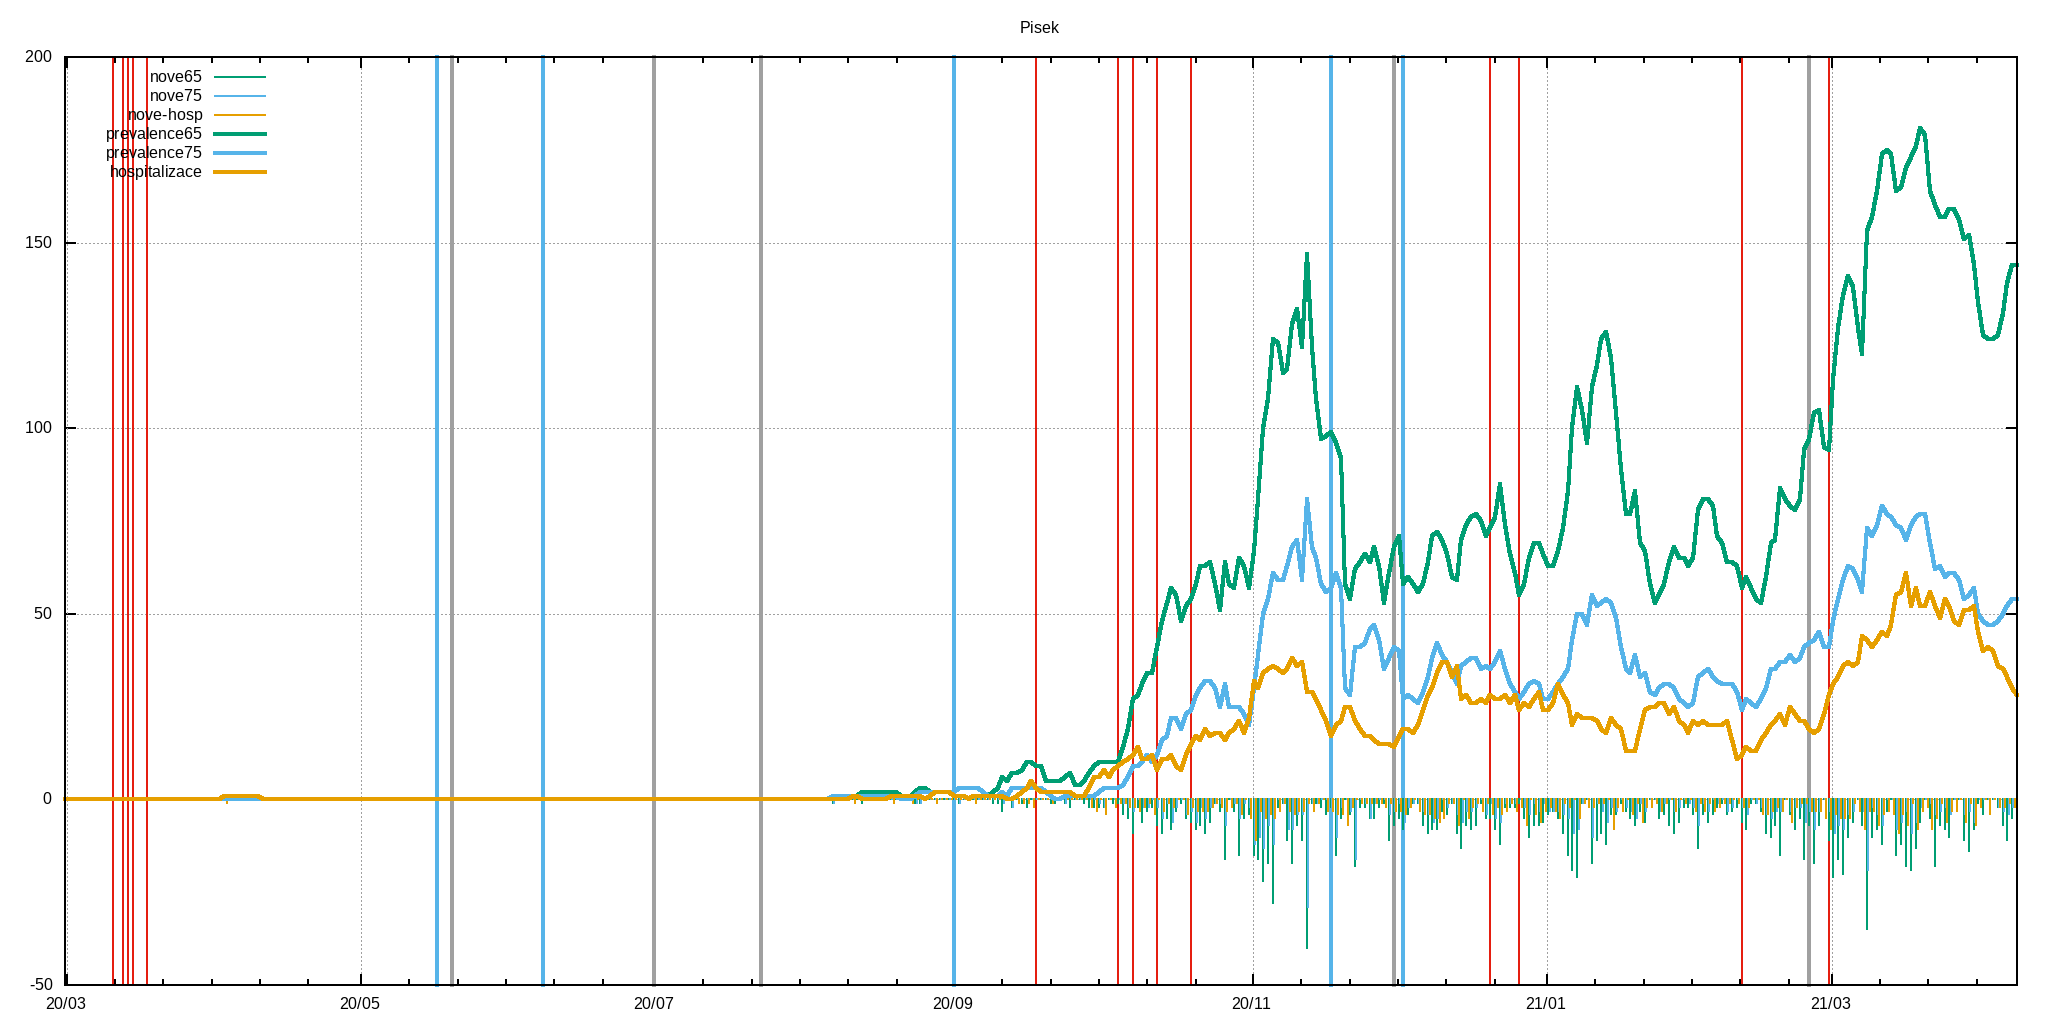 Pisek
200
150
100
50
0
-50
nove65
nove75
nove-hosp
prevalence65
prevalence75
hospitalizace
20/03 20/05 20/07 20/09 20/11 21/01 21/03